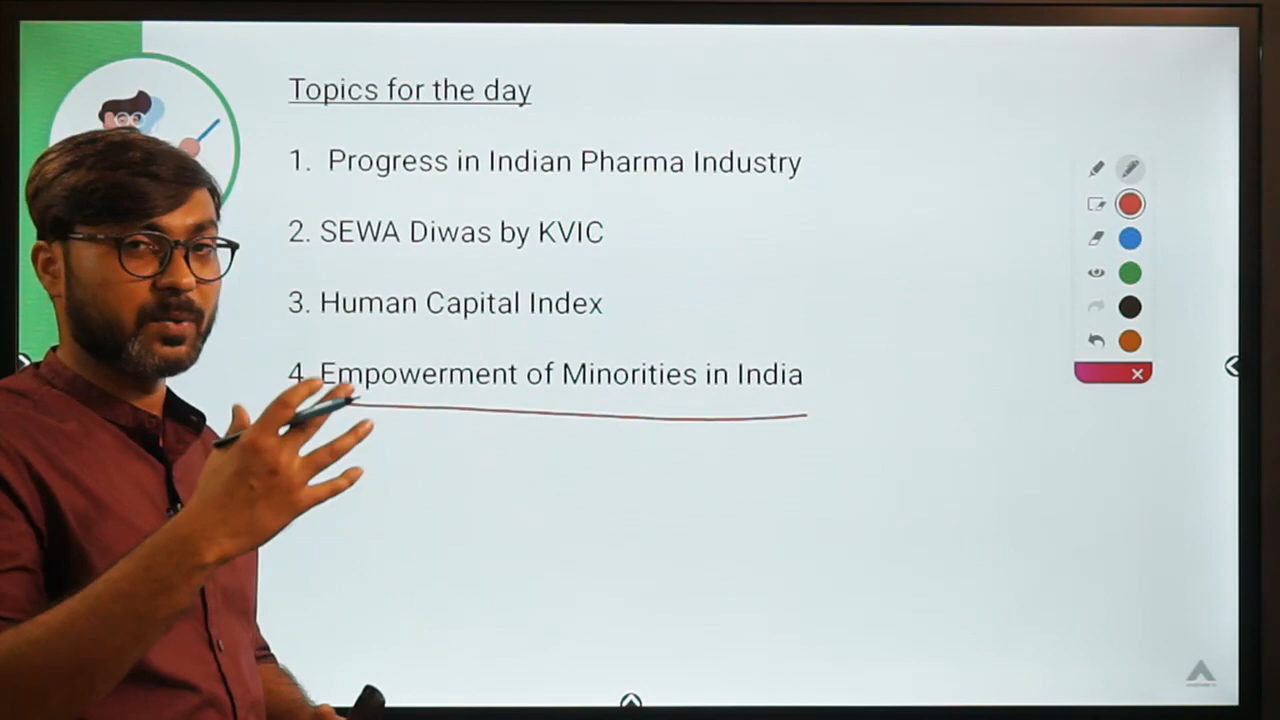 Topics for the day
1. Progress in Indian Pharma Industry
2. SEWA Diwas by KVIC
3. Human Capital Index
4. Empowerment of Minorities in India